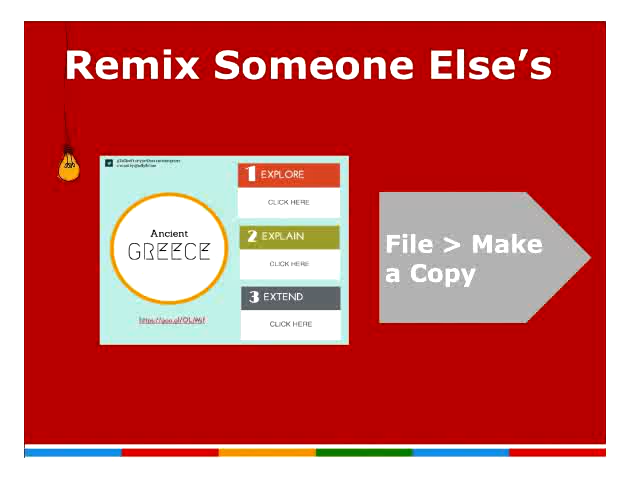 Remix Someone Else's
1 EXPLORE
CLICK HERE
Ancient
GREECE
2 EXPLAIN
CLICK HERE
3 EXTEND
CLICK HERE
File > Make
a Copy